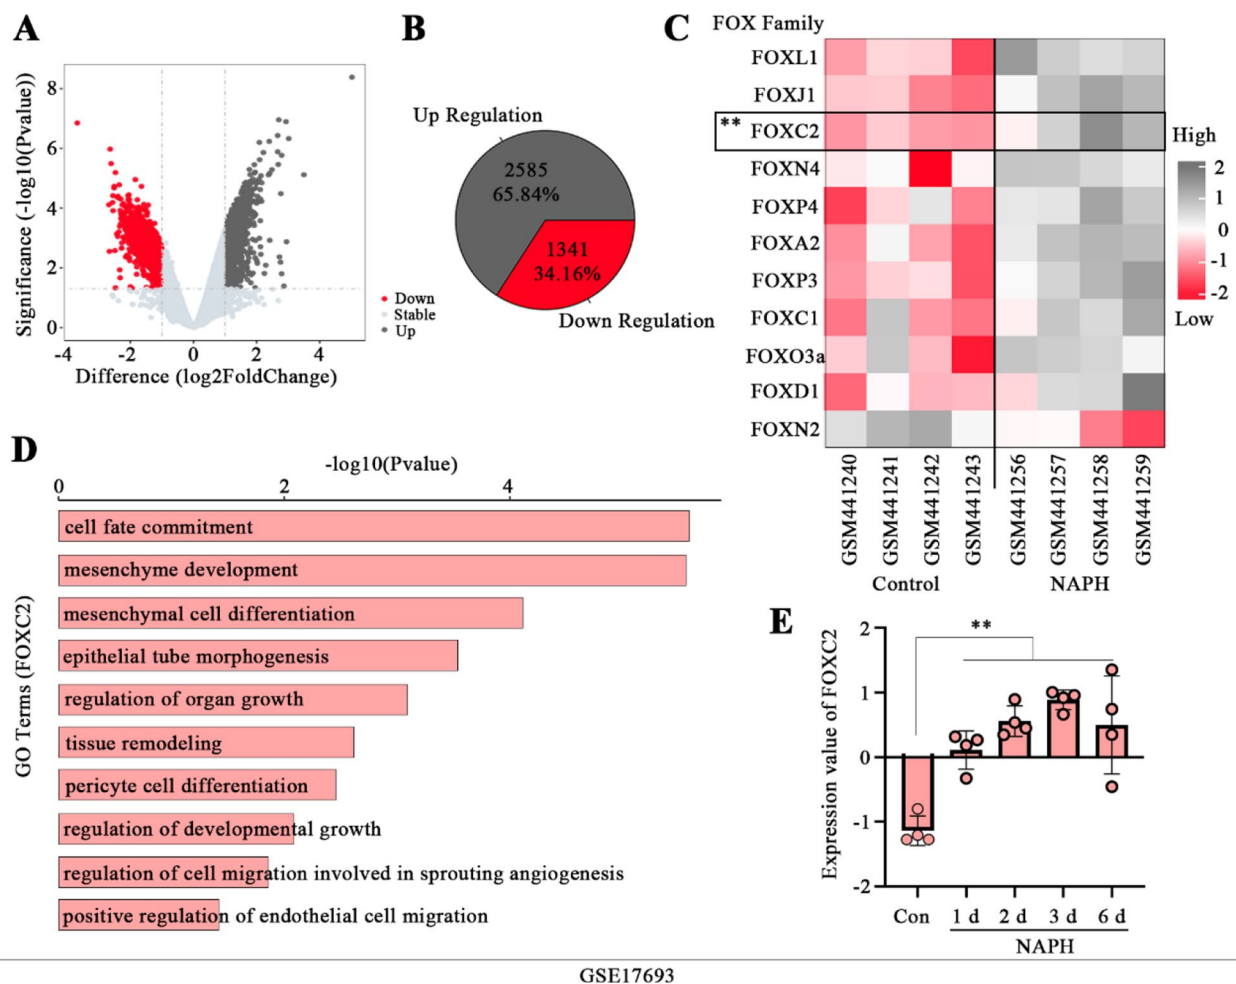 A
Significance (-log10(Pvalue))
8
6
4
2
0
-4
-2
0
2
4
Difference (log2FoldChange)
Down
Stable
Up
B
Up Regulation
2585
65.84%
1341
34.16%
Down Regulation
C
FOX Family
FOXL1
FOXJ1
** FOXC2
FOXN4
FOXP4
FOXA2
FOXP3
FOXC1
FOXO3a
FOXD1
FOXN2
High
2
1
0
-1
-2
Low
GSM441240
GSM441241
GSM441242
GSM441243
GSM441256
GSM441257
GSM441258
GSM441259
Control
NAPH
D
-log10(Pvalue)
0
2
4
GO Terms (FOXC2)
cell fate commitment
mesenchyme development
mesenchymal cell differentiation
epithelial tube morphogenesis
regulation of organ growth
tissue remodeling
pericyte cell differentiation
regulation of developmental growth
regulation of cell migration involved in sprouting angiogenesis
positive regulation of endothelial cell migration
E
Expression value of FOXC2
2
1
0
-1
-2
**
Con
1 d
2 d
3 d
6 d
NAPH
GSE17693